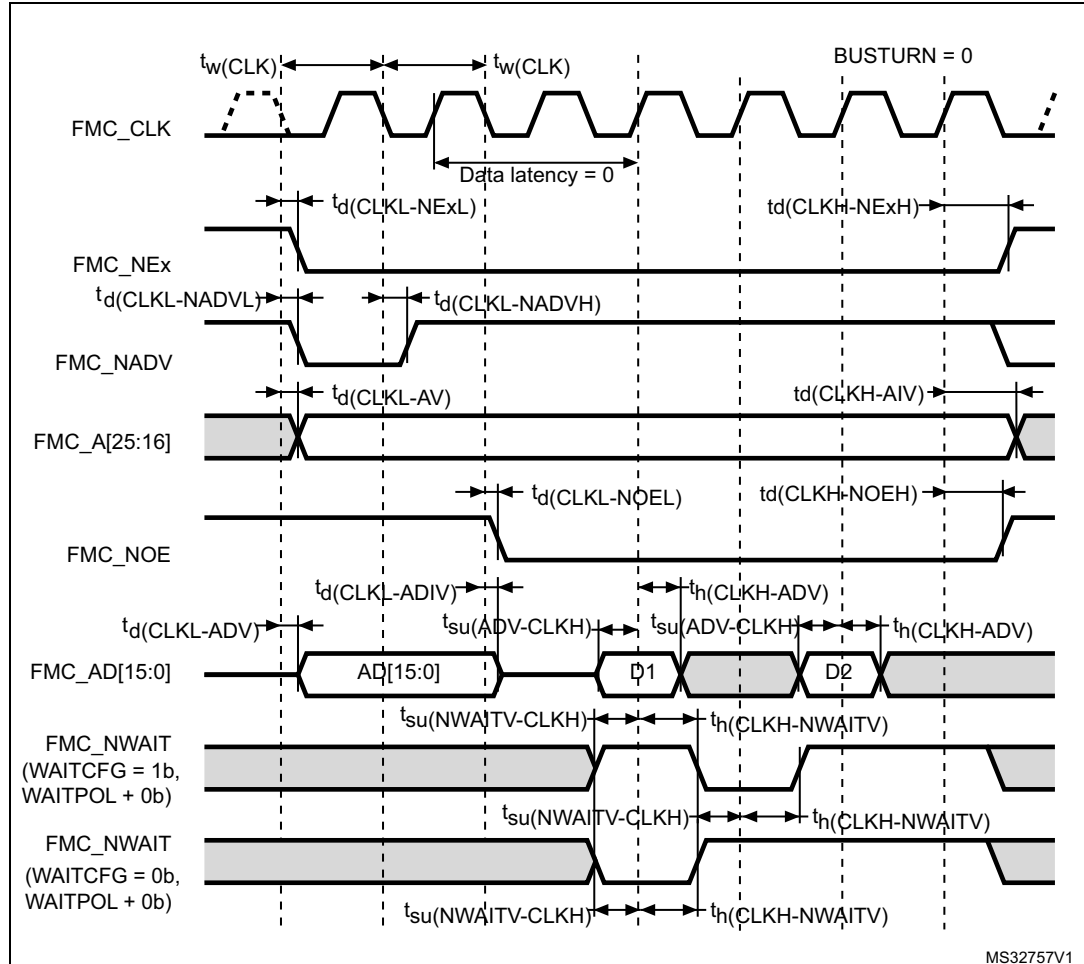 tw(CLK) tw(CLK) BUSTURN = 0
FMC_CLK
Data latency = 0
td(CLKL-NExL) td(CLKH-NExH)
FMC_NEx
td(CLKL-NADVL) td(CLKL-NADVH)
FMC_NADV
td(CLKL-AV) td(CLKH-AIV)
FMC_A[25:16]
td(CLKL-NOEL) td(CLKH-NOEH)
FMC_NOE
td(CLKL-ADIV) th(CLKH-ADV)
td(CLKL-ADV) tsu(ADV-CLKH) tsu(ADV-CLKH) th(CLKH-ADV)
FMC_AD[15:0] AD[15:0] D1 D2
tsu(NWAITV-CLKH) th(CLKH-NWAITV)
FMC_NWAIT
(WAITCFG = 1b,
WAITPOL + 0b)
tsu(NWAITV-CLKH) th(CLKH-NWAITV)
FMC_NWAIT
(WAITCFG = 0b,
WAITPOL + 0b)
tsu(NWAITV-CLKH) th(CLKH-NWAITV)
MS32757V1